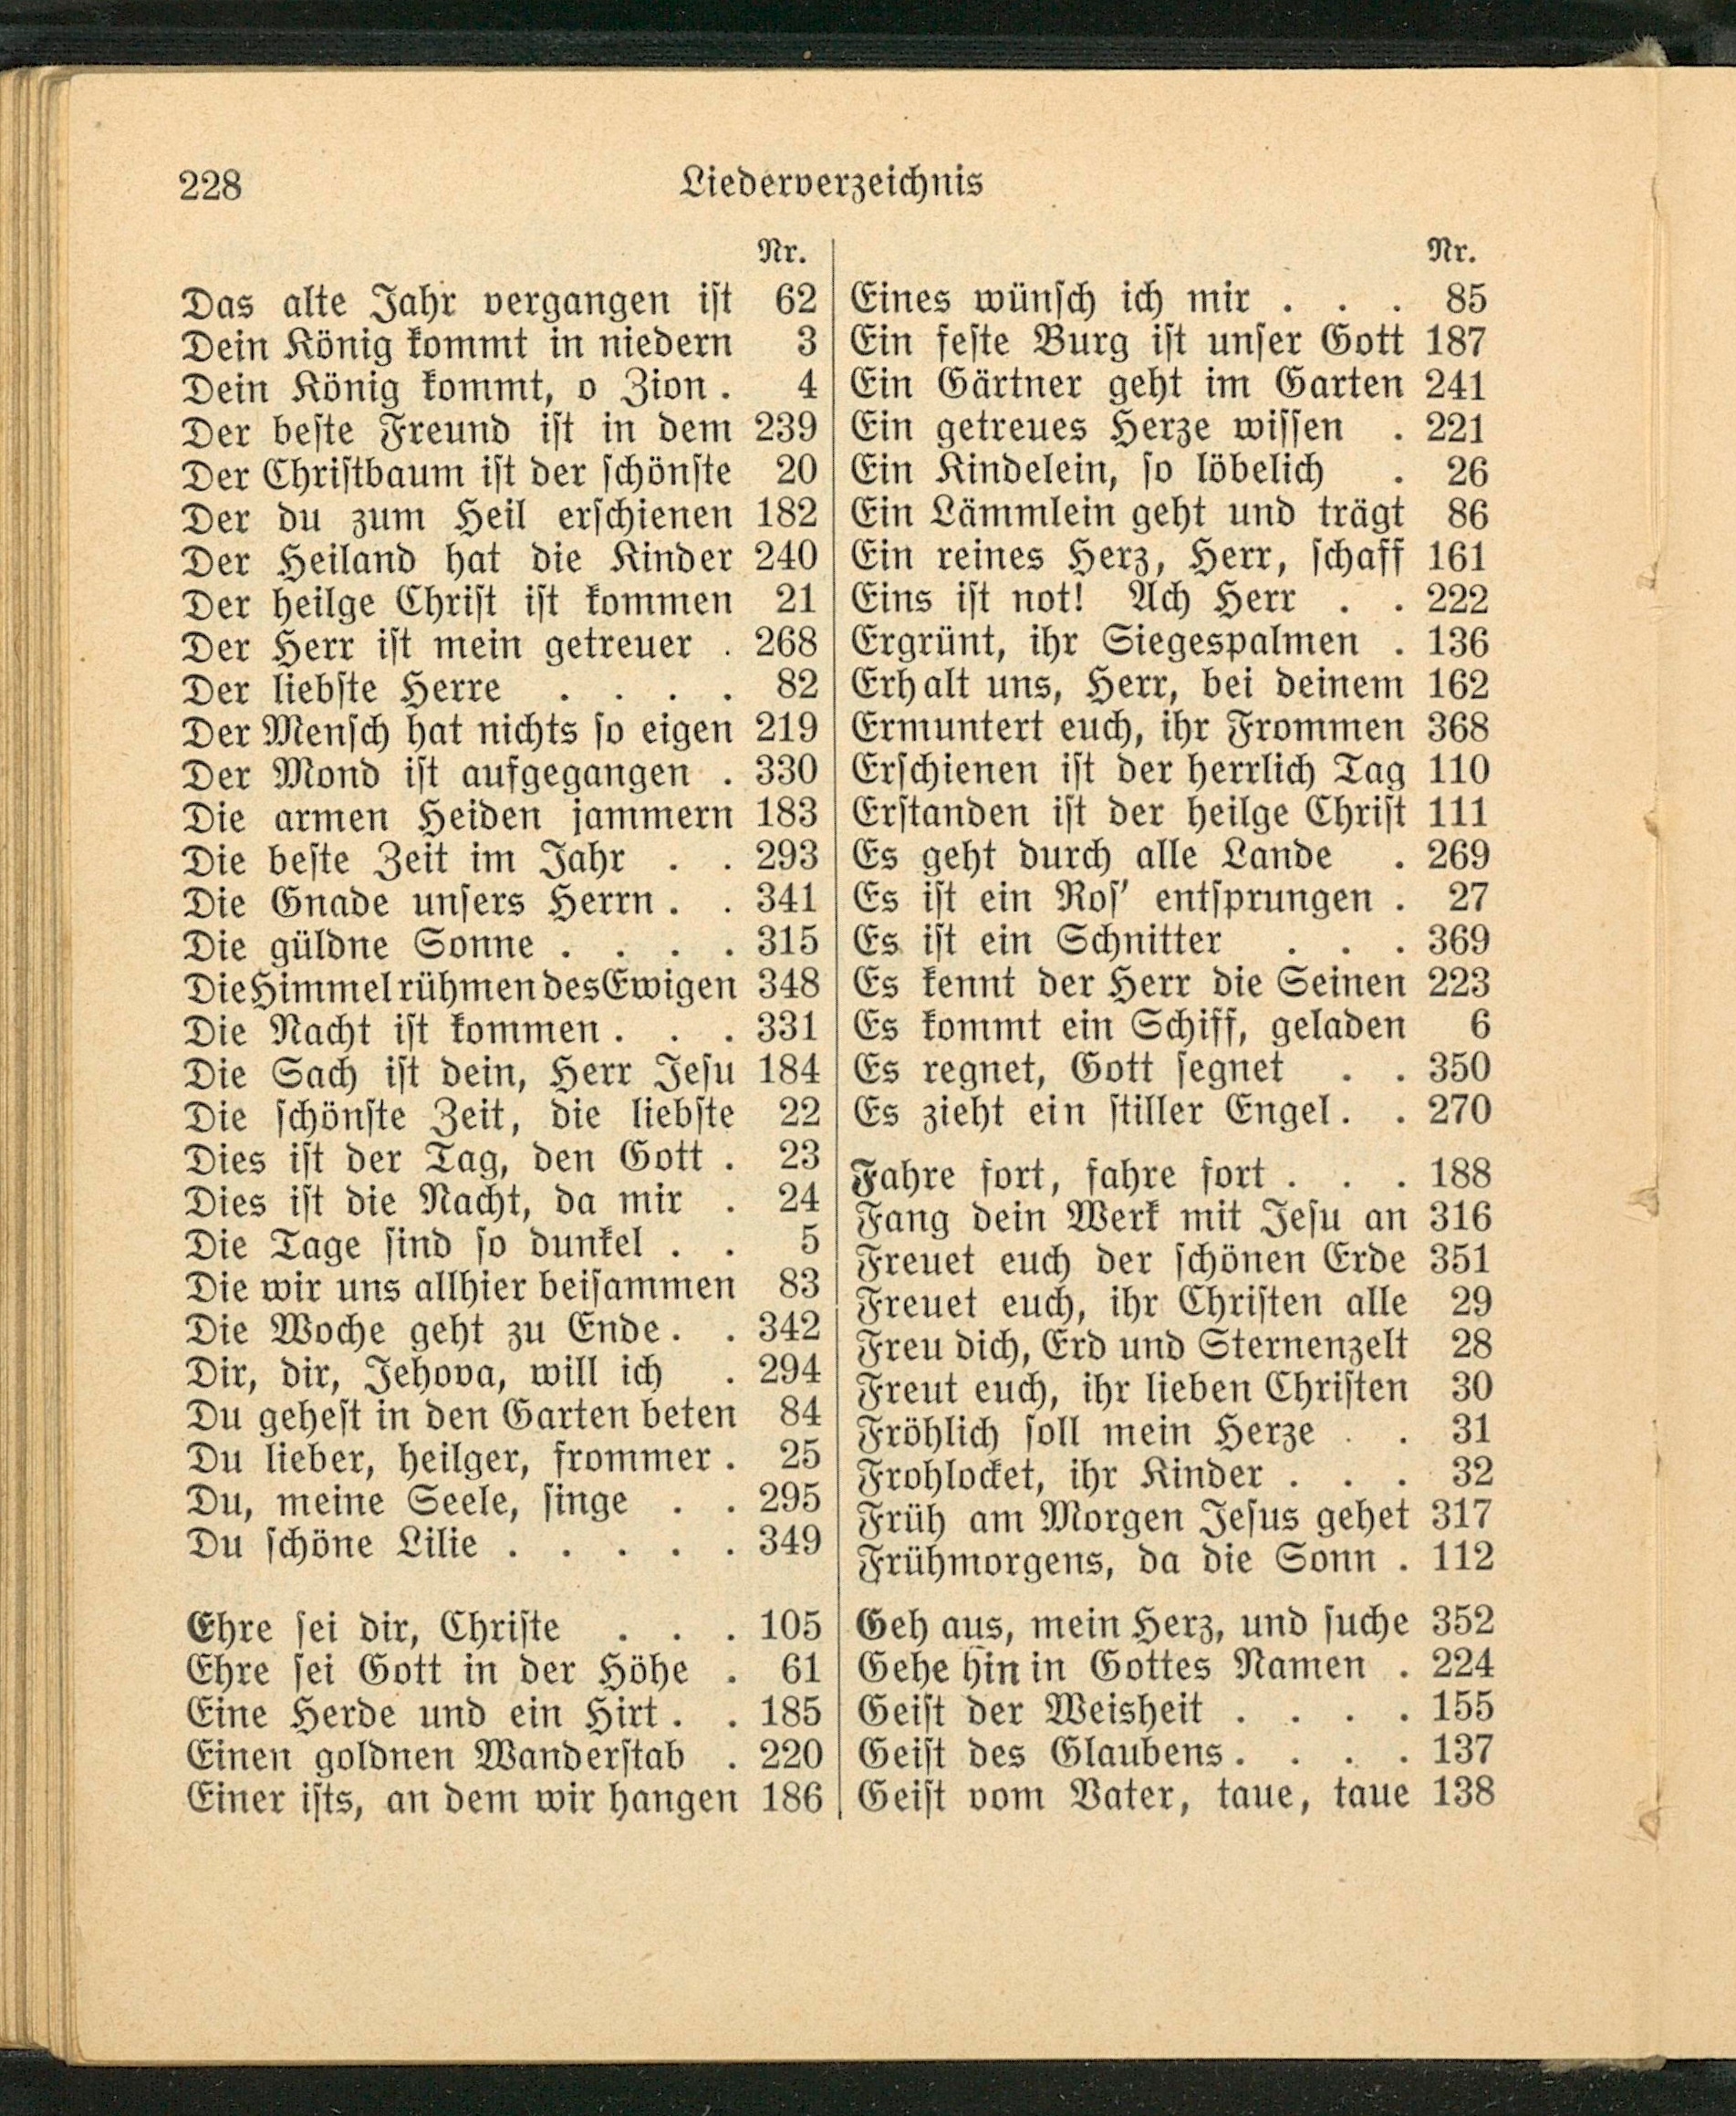 228
Liederverzeichnis
Nr.
Das alte Jahr vergangen ist 62
Dein König kommt in niedern 3
Dein König kommt, o Zion . 4
Der beste Freund ist in dem 239
Der Christbaum ist der schönste 20
Der du zum Heil erschienen 182
Der Heiland hat die Kinder 240
Der heilge Christ ist kommen 21
Der Herr ist mein getreuer . 268
Der liebste Herre . . . . 82
Der Mensch hat nichts so eigen 219
Der Mond ist aufgegangen . 330
Die armen Heiden jammern 183
Die beste Zeit im Jahr . . 293
Die Gnade unsers Herrn . . 341
Die güldne Sonne . . . . 315
Die Himmel rühmen des Ewigen 348
Die Nacht ist kommen . . . 331
Die Sach ist dein, Herr Jesu 184
Die schönste Zeit, die liebste 22
Dies ist der Tag, den Gott . 23
Dies ist die Nacht, da mir . 24
Die Tage sind so dunkel . . 5
Die wir uns allhier beisammen 83
Die Woche geht zu Ende . . 342
Dir, dir, Jehova, will ich . 294
Du gehest in den Garten beten 84
Du lieber, heilger, frommer . 25
Du, meine Seele, singe . . 295
Du schöne Lilie . . . . . 349
Ehre sei dir, Christe . . . 105
Ehre sei Gott in der Höhe . 61
Eine Herde und ein Hirt . . 185
Einen goldnen Wanderstab . 220
Einer ists, an dem wir hangen 186
Nr.
Eines wünsch ich mir . . . 85
Ein feste Burg ist unser Gott 187
Ein Gärtner geht im Garten 241
Ein getreues Herze wissen . 221
Ein Kindelein, so löbelich . 26
Ein Lämmlein geht und trägt 86
Ein reines Herz, Herr, schaff 161
Eins ist not! Ach Herr . . 222
Ergrünt, ihr Siegespalmen . 136
Erhalt uns, Herr, bei deinem 162
Ermuntert euch, ihr Frommen 368
Erschienen ist der herrlich Tag 110
Erstanden ist der heilge Christ 111
Es geht durch alle Lande . 269
Es ist ein Ros' entsprungen . 27
Es ist ein Schnitter . . . 369
Es kennt der Herr die Seinen 223
Es kommt ein Schiff, geladen 6
Es regnet, Gott segnet . . 350
Es zieht ein stiller Engel . . 270
Fahre fort, fahre fort . . . 188
Fang dein Werk mit Jesu an 316
Freuet euch der schönen Erde 351
Freuet euch, ihr Christen alle 29
Freu dich, Erd und Sternenzelt 28
Freut euch, ihr lieben Christen 30
Fröhlich soll mein Herze . . 31
Frohlocket, ihr Kinder . . . 32
Früh am Morgen Jesus gehet 317
Frühmorgens, da die Sonn . 112
Geh aus, mein Herz, und suche 352
Gehe hin in Gottes Namen . 224
Geist der Weisheit . . . . 155
Geist des Glaubens . . . . 137
Geist vom Vater, taue, taue 138